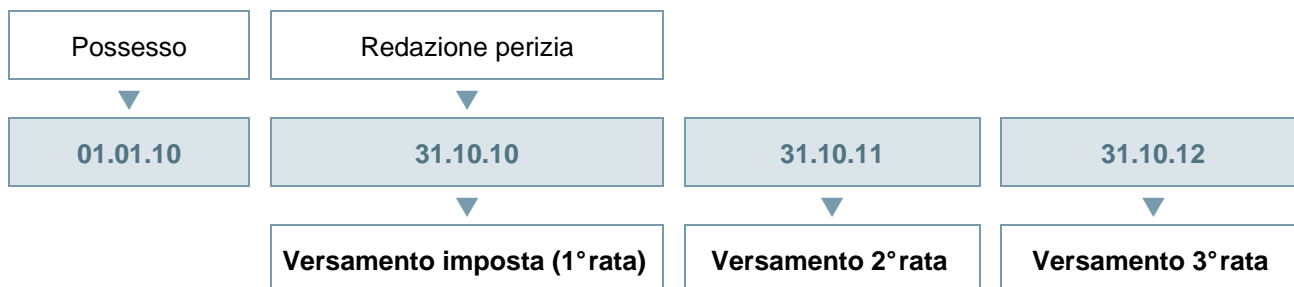 Possesso
Redazione perizia
01.01.10
31.10.10
31.10.11
31.10.12
Versamento imposta (1° rata)
Versamento 2° rata
Versamento 3° rata